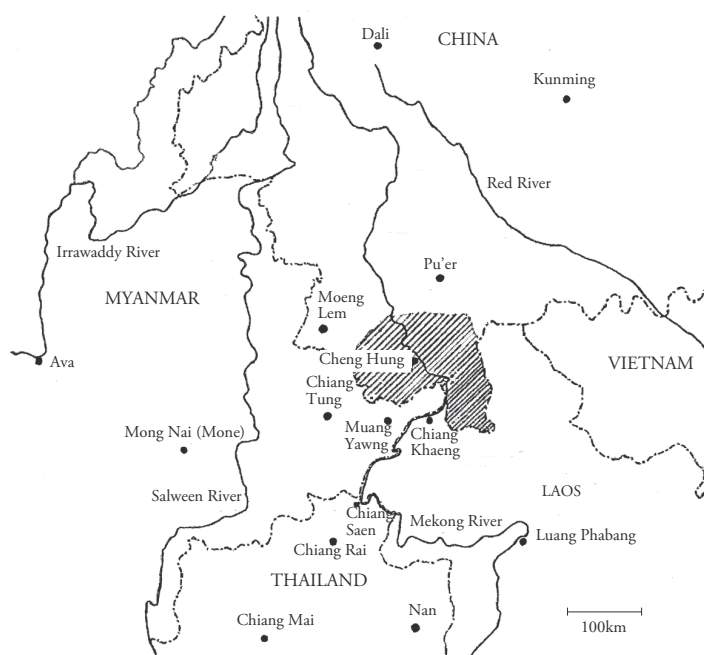 Dali
CHINA
Kunming
Red River
Irrawaddy River
Pu'er
MYANMAR
Moeng
Lem
Ava
Cheng Hung
VIETNAM
Chiang
Tung
Mong Nai (Mone)
Muang
Yawng
Chiang
Khaeng
Salween River
LAOS
Chiang
Saen
Mekong River
Luang Phabang
Chiang Rai
THAILAND
Chiang Mai
Nan
100km